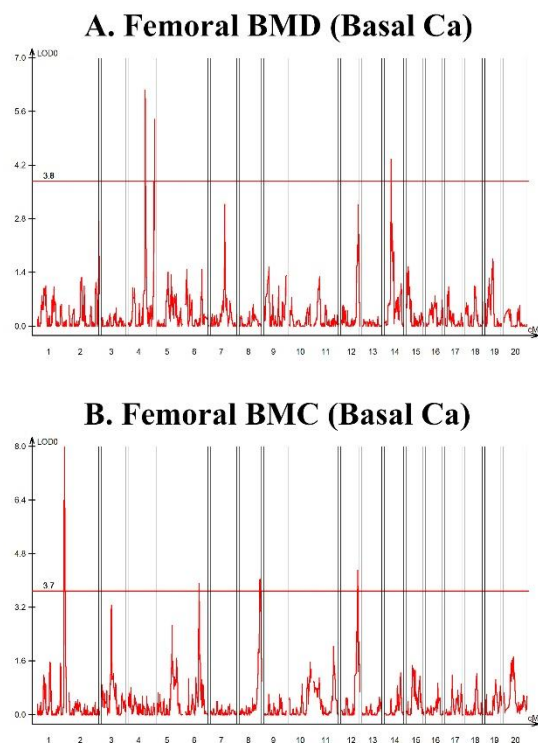 A. Femoral BMD (Basal Ca)
LOD0
7.0
5.6
4.2
3.8
2.8
1.4
0.0
cM
1 2 3 4 5 6 7 8 9 10 11 12 13 14 15 16 17 18 19 20
B. Femoral BMC (Basal Ca)
LOD0
8.0
6.4
4.8
3.7
3.2
1.6
0.0
cM
1 2 3 4 5 6 7 8 9 10 11 12 13 14 15 16 17 18 19 20